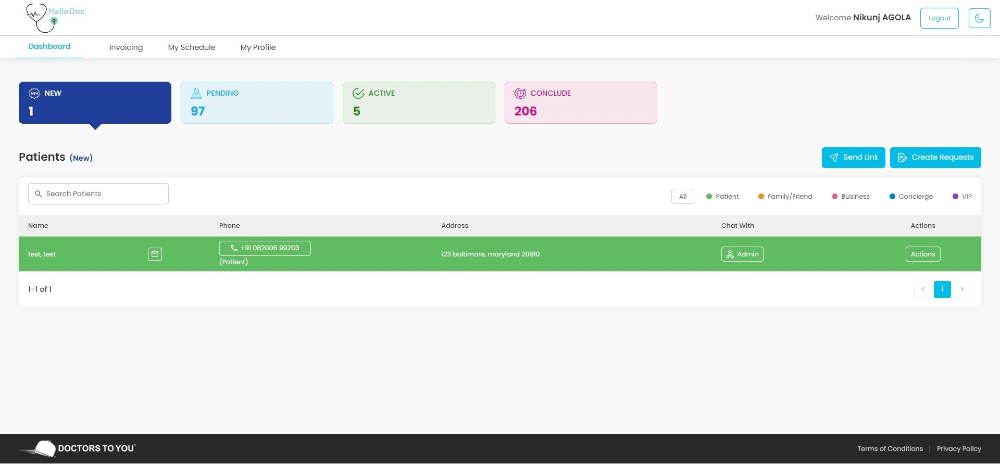 HalloDoc
Welcome Nikunj AGOLA
Logout
Dashboard
Invoicing
My Schedule
My Profile
NEW
NEW
1
PENDING
97
ACTIVE
5
CONCLUDE
206
Patients (New)
Send Link
Create Requests
Search Patients
All
Patient
Family/Friend
Business
Concierge
VIP
Name
Phone
Address
Chat With
Actions
test, test
+91 082006 99203
(Patient)
123 baltimore, maryland 20810
Admin
Actions
1-1 of 1
< 1 >
DOCTORS TO YOU
Terms of Conditions | Privacy Policy